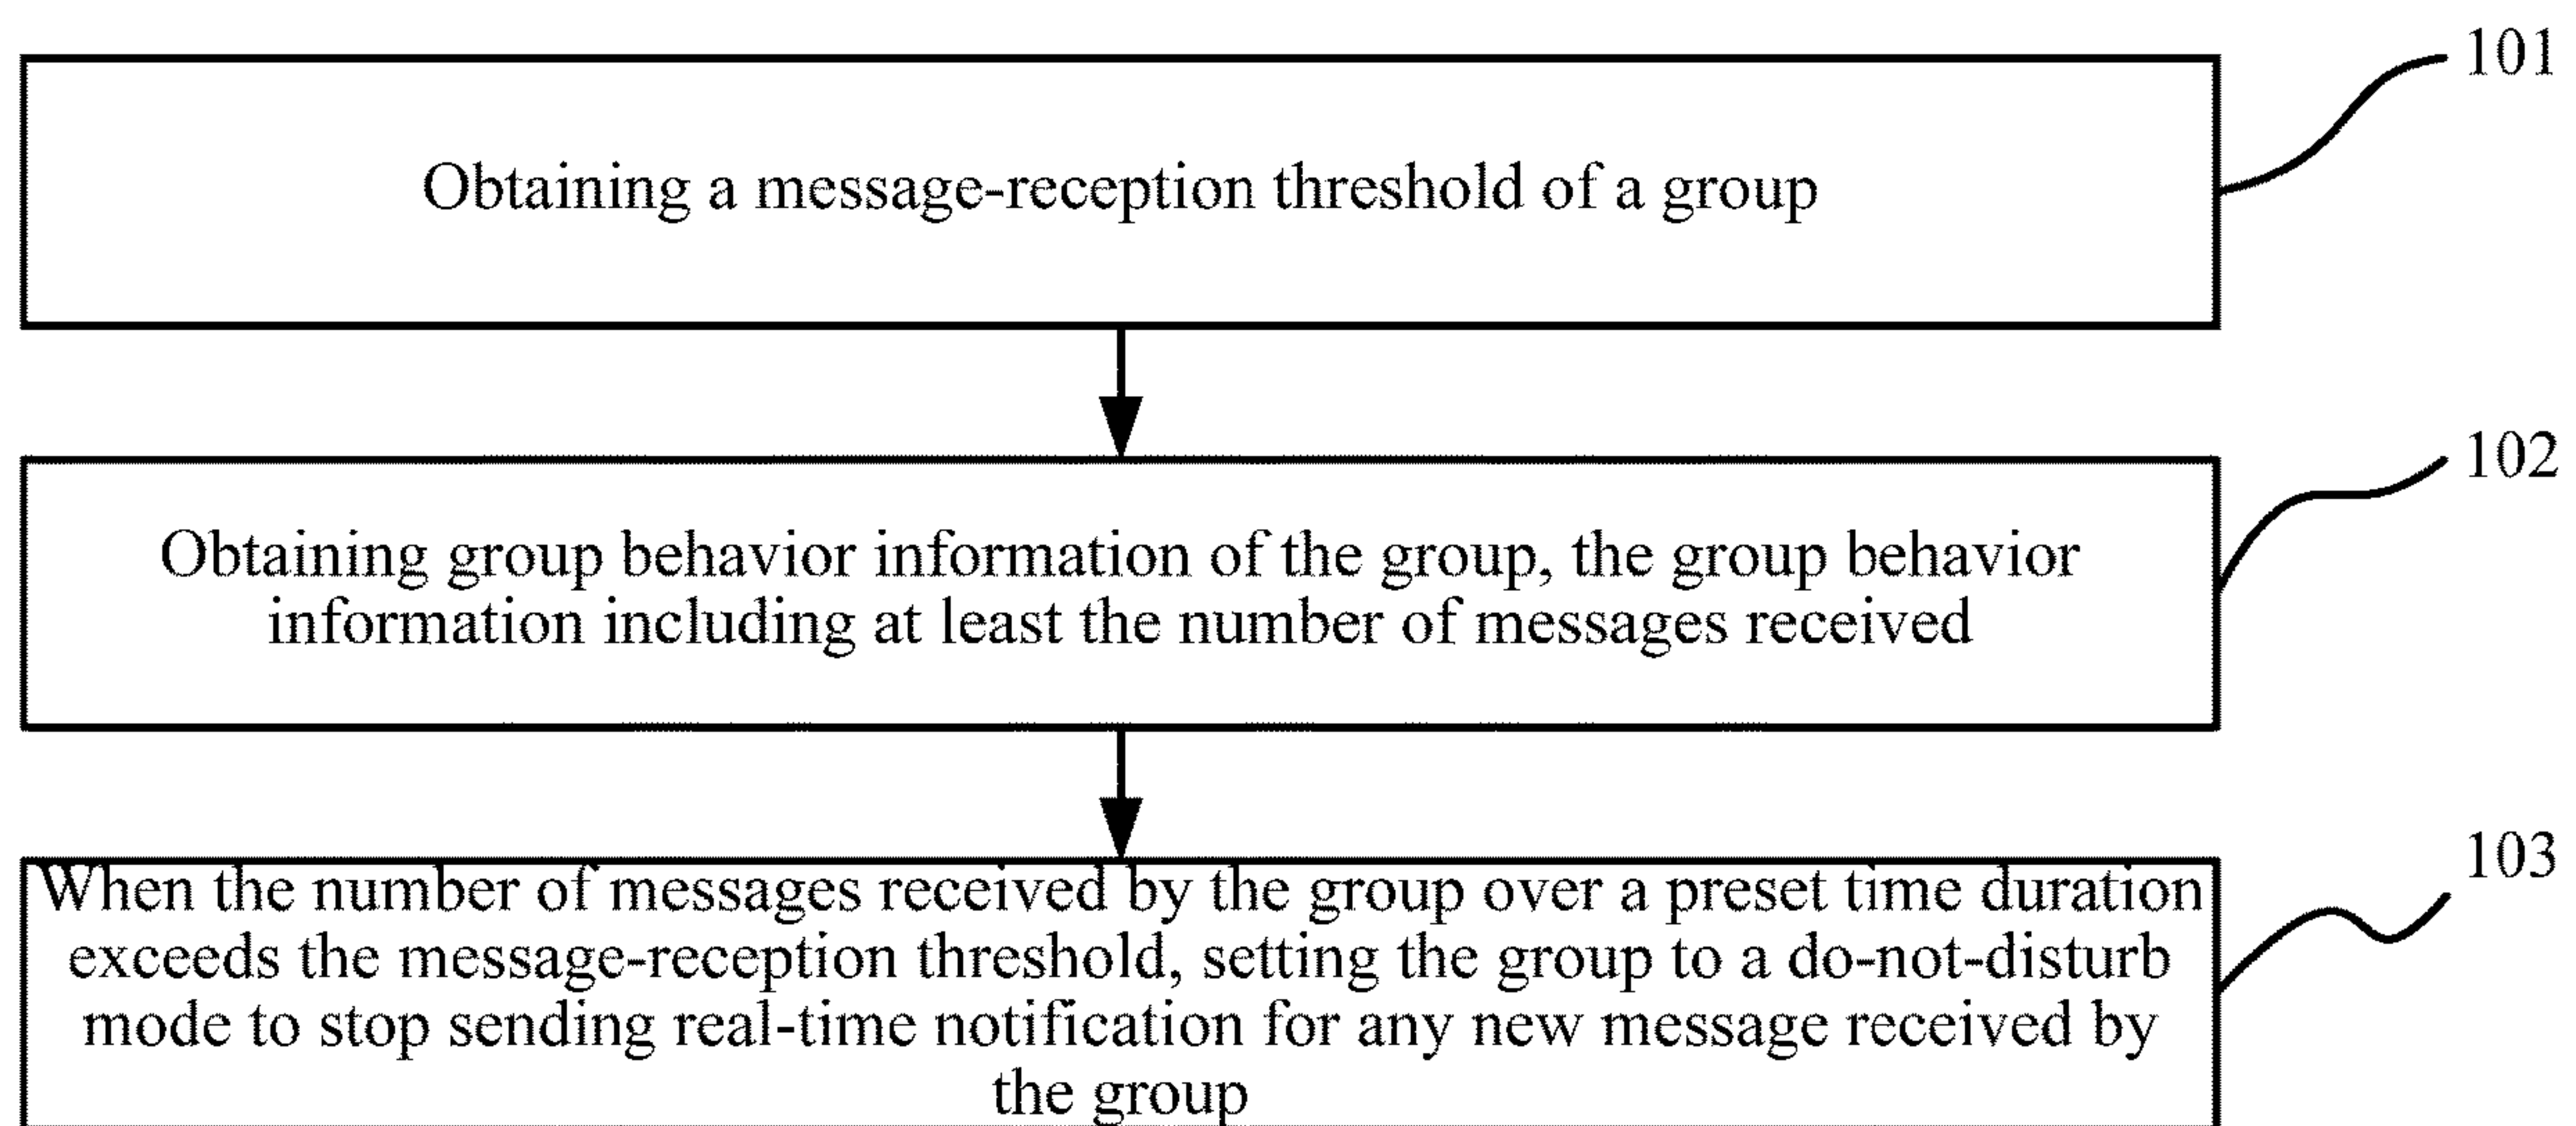 101
Obtaining a message-reception threshold of a group
102
Obtaining group behavior information of the group, the group behavior
information including at least the number of messages received
103
When the number of messages received by the group over a preset time duration
exceeds the message-reception threshold, setting the group to a do-not-disturb
mode to stop sending real-time notification for any new message received by
the group